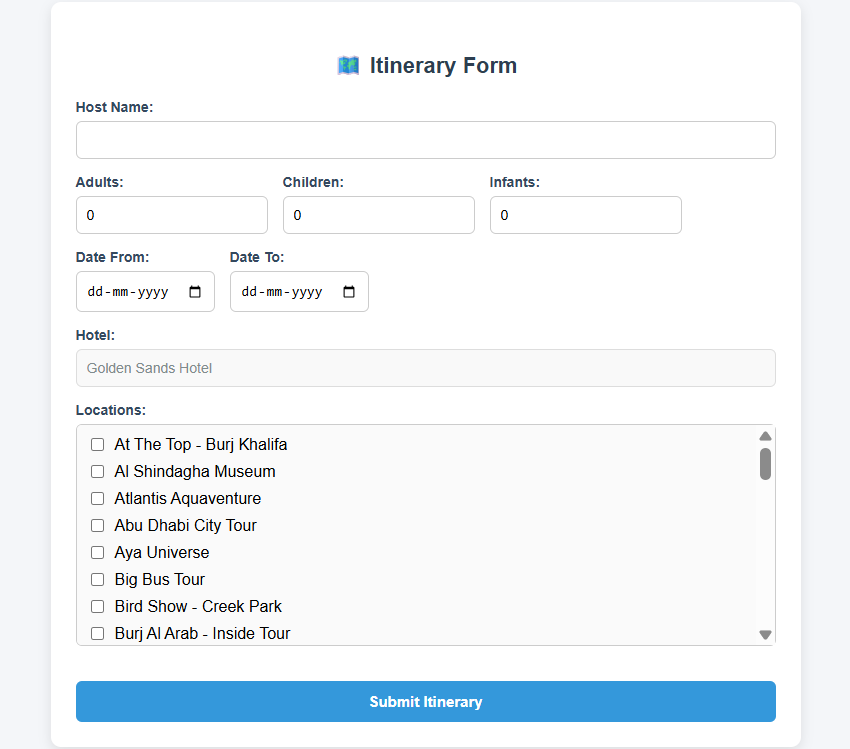 Itinerary Form
Host Name:
Adults: Children: Infants:
0 0 0
Date From: Date To:
dd-mm-yyyy dd-mm-yyyy
Hotel:
Golden Sands Hotel
Locations:
At The Top - Burj Khalifa
Al Shindagha Museum
Atlantis Aquaventure
Abu Dhabi City Tour
Aya Universe
Big Bus Tour
Bird Show - Creek Park
Burj Al Arab - Inside Tour
Submit Itinerary